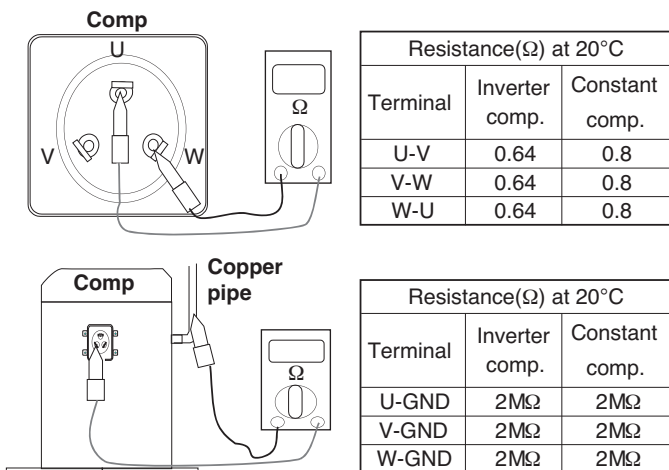 Comp
U
V
W
Ω
Resistance(Ω) at 20°C
Terminal Inverter comp. Constant comp.
U-V 0.64 0.8
V-W 0.64 0.8
W-U 0.64 0.8
Comp
Copper
pipe
Ω
Resistance(Ω) at 20°C
Terminal Inverter comp. Constant comp.
U-GND 2MΩ 2MΩ
V-GND 2MΩ 2MΩ
W-GND 2MΩ 2MΩ